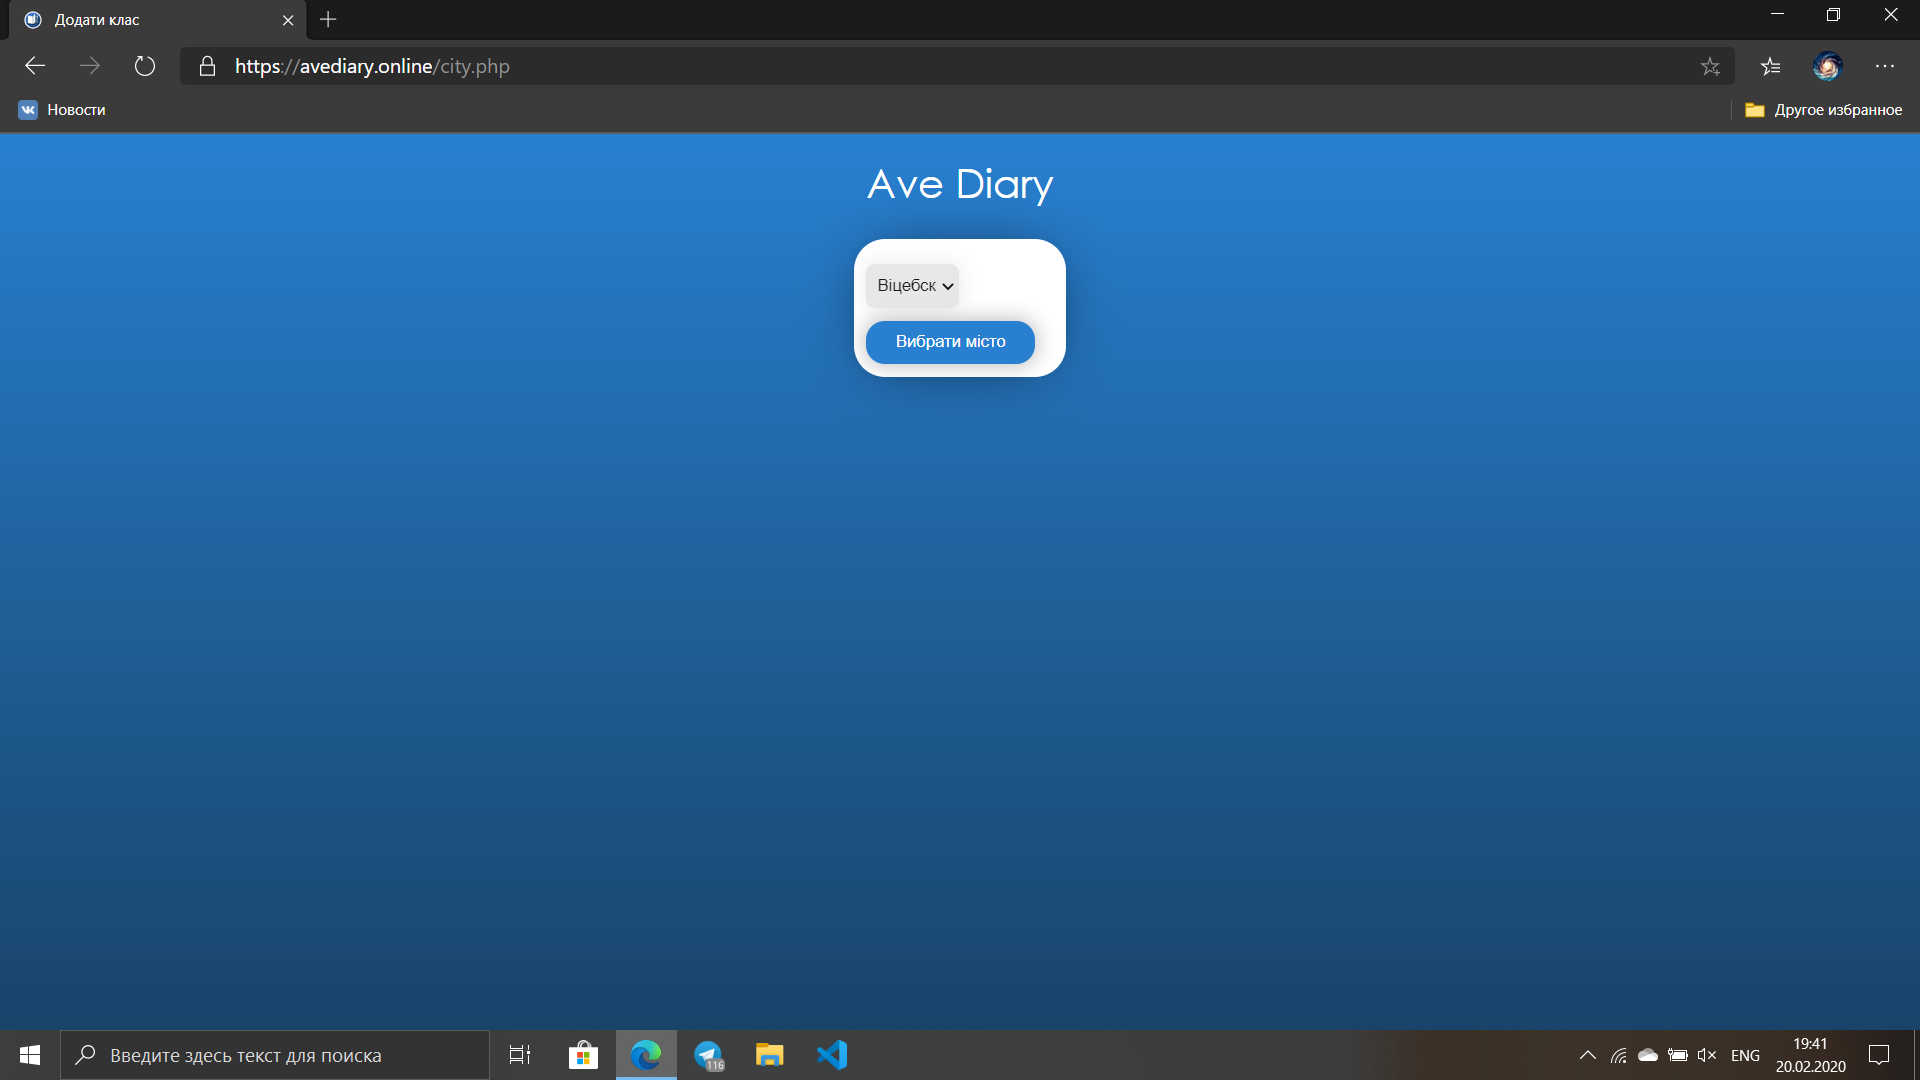 Додати клас
https://avediary.online/city.php
Новости
Другое избранное
Ave Diary
Віцебск
Вибрати місто
Введите здесь текст для поиска
116
ENG
19:41
20.02.2020